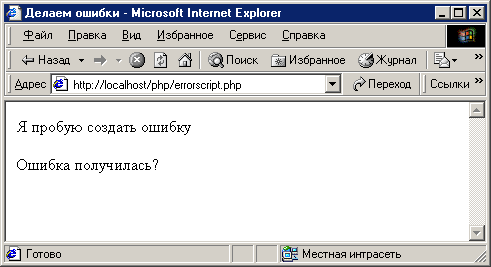 Делаем ошибки - Microsoft Internet Explorer
Файл Правка Вид Избранное Сервис Справка
Назад Поиск Избранное Журнал »
Адрес http://localhost/php/errorscript.php Переход Ссылки »
Я пробую создать ошибку
Ошибка получилась?
Готово Местная интрасеть